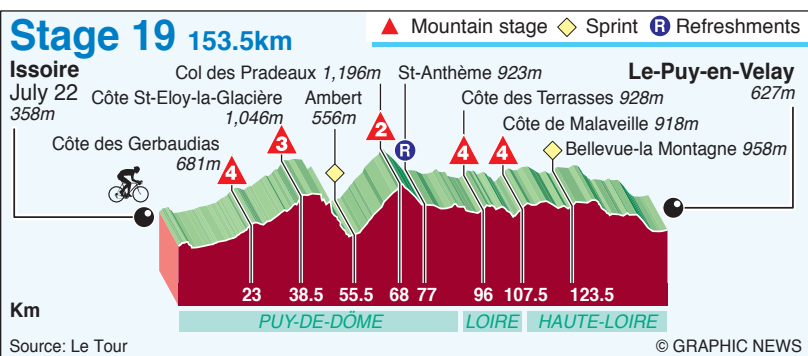 Stage 19 153.5km
Mountain stage Sprint R Refreshments
Issoire
July 22
358m
Col des Pradeaux 1,196m
St-Anthème 923m
Le-Puy-en-Velay
627m
Côte St-Eloy-la-Glacière
1,046m
Ambert
556m
Côte des Terrasses 928m
Côte de Malaveille 918m
Côte des Gerbaudias
681m
Bellevue-la Montagne 958m
4 3 2 R 4 4
23 38.5 55.5 68 77 96 107.5 123.5
Km
PUY-DE-DÖME LOIRE HAUTE-LOIRE
Source: Le Tour
© GRAPHIC NEWS